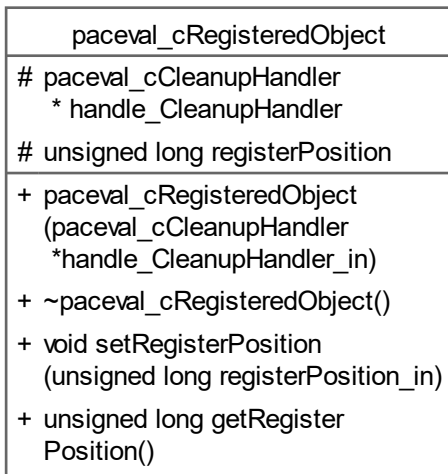 paceval_cRegisteredObject
# paceval_cCleanupHandler
* handle_CleanupHandler
# unsigned long registerPosition
+ paceval_cRegisteredObject
(paceval_cCleanupHandler
*handle_CleanupHandler_in)
+ ~paceval_cRegisteredObject()
+ void setRegisterPosition
(unsigned long registerPosition_in)
+ unsigned long getRegister
Position()